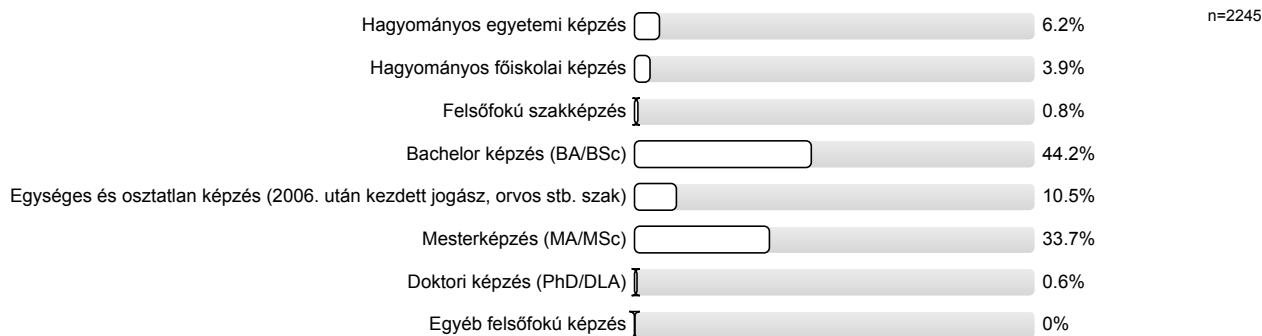 Hagyományos egyetemi képzés 6.2% n=2245
Hagyományos főiskolai képzés 3.9%
Felsőfokú szakképzés 0.8%
Bachelor képzés (BA/BSc) 44.2%
Egységes és osztatlan képzés (2006. után kezdett jogász, orvos stb. szak) 10.5%
Mesterképzés (MA/MSc) 33.7%
Doktori képzés (PhD/DLA) 0.6%
Egyéb felsőfokú képzés 0%